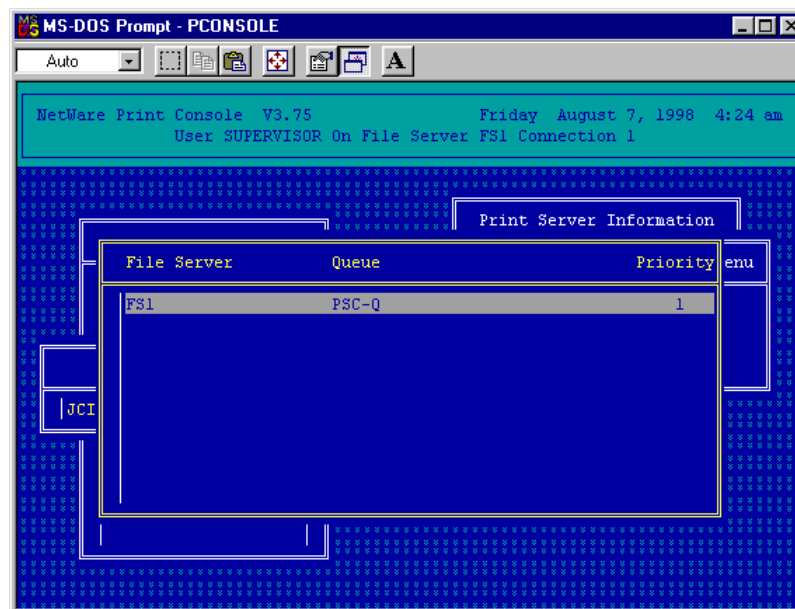 MS-DOS Prompt - PCONSOLE
Auto
A
NetWare Print Console V3.75 Friday August 7, 1998 4:24 am
User SUPERVISOR On File Server FS1 Connection 1
Print Server Information
File Server Queue Priority enu
FS1 PSC-Q 1
JCI